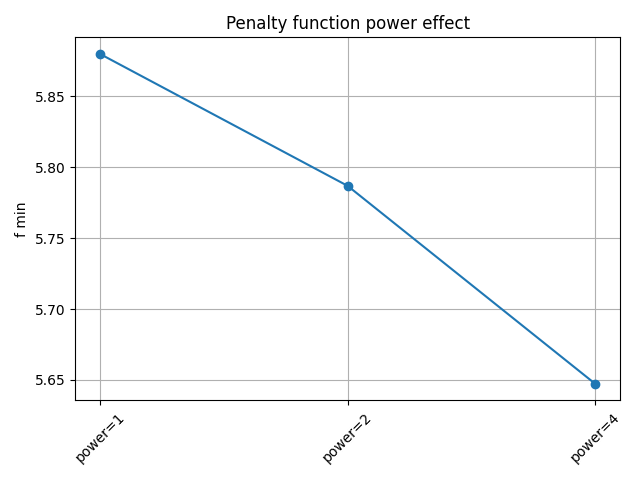 Penalty function power effect
f min
5.85
5.80
5.75
5.70
5.65
power=1
power=2
power=4